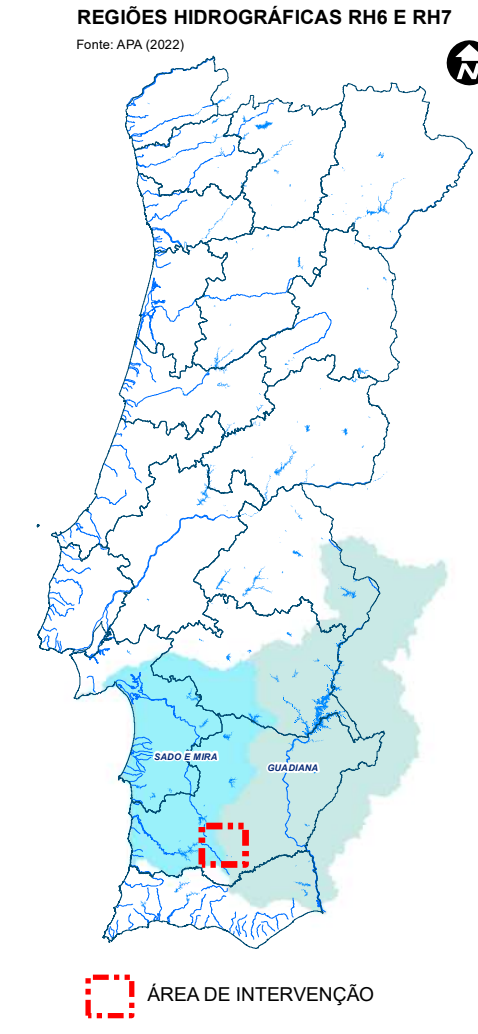 REGIÕES HIDROGRÁFICAS RH6 E RH7
Fonte: APA (2022)
N
SADO E MIRA
GUADIANA
ÁREA DE INTERVENÇÃO